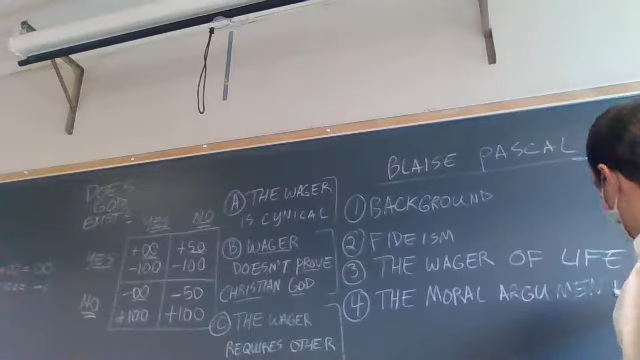 DOES
GOD
EXIST?
YES NO
YES
+∞ +50
-100 -100
NO
-∞ -50
+100 +100
Ⓐ THE WAGER
IS CYNICAL
Ⓑ WAGER
DOESN'T PROVE
CHRISTIAN GOD
Ⓒ THE WAGER
REQUIRES OTHER
BLAISE PASCAL
① BACKGROUND
② FIDEISM
③ THE WAGER OF LIFE
④ THE MORAL ARGUMENT